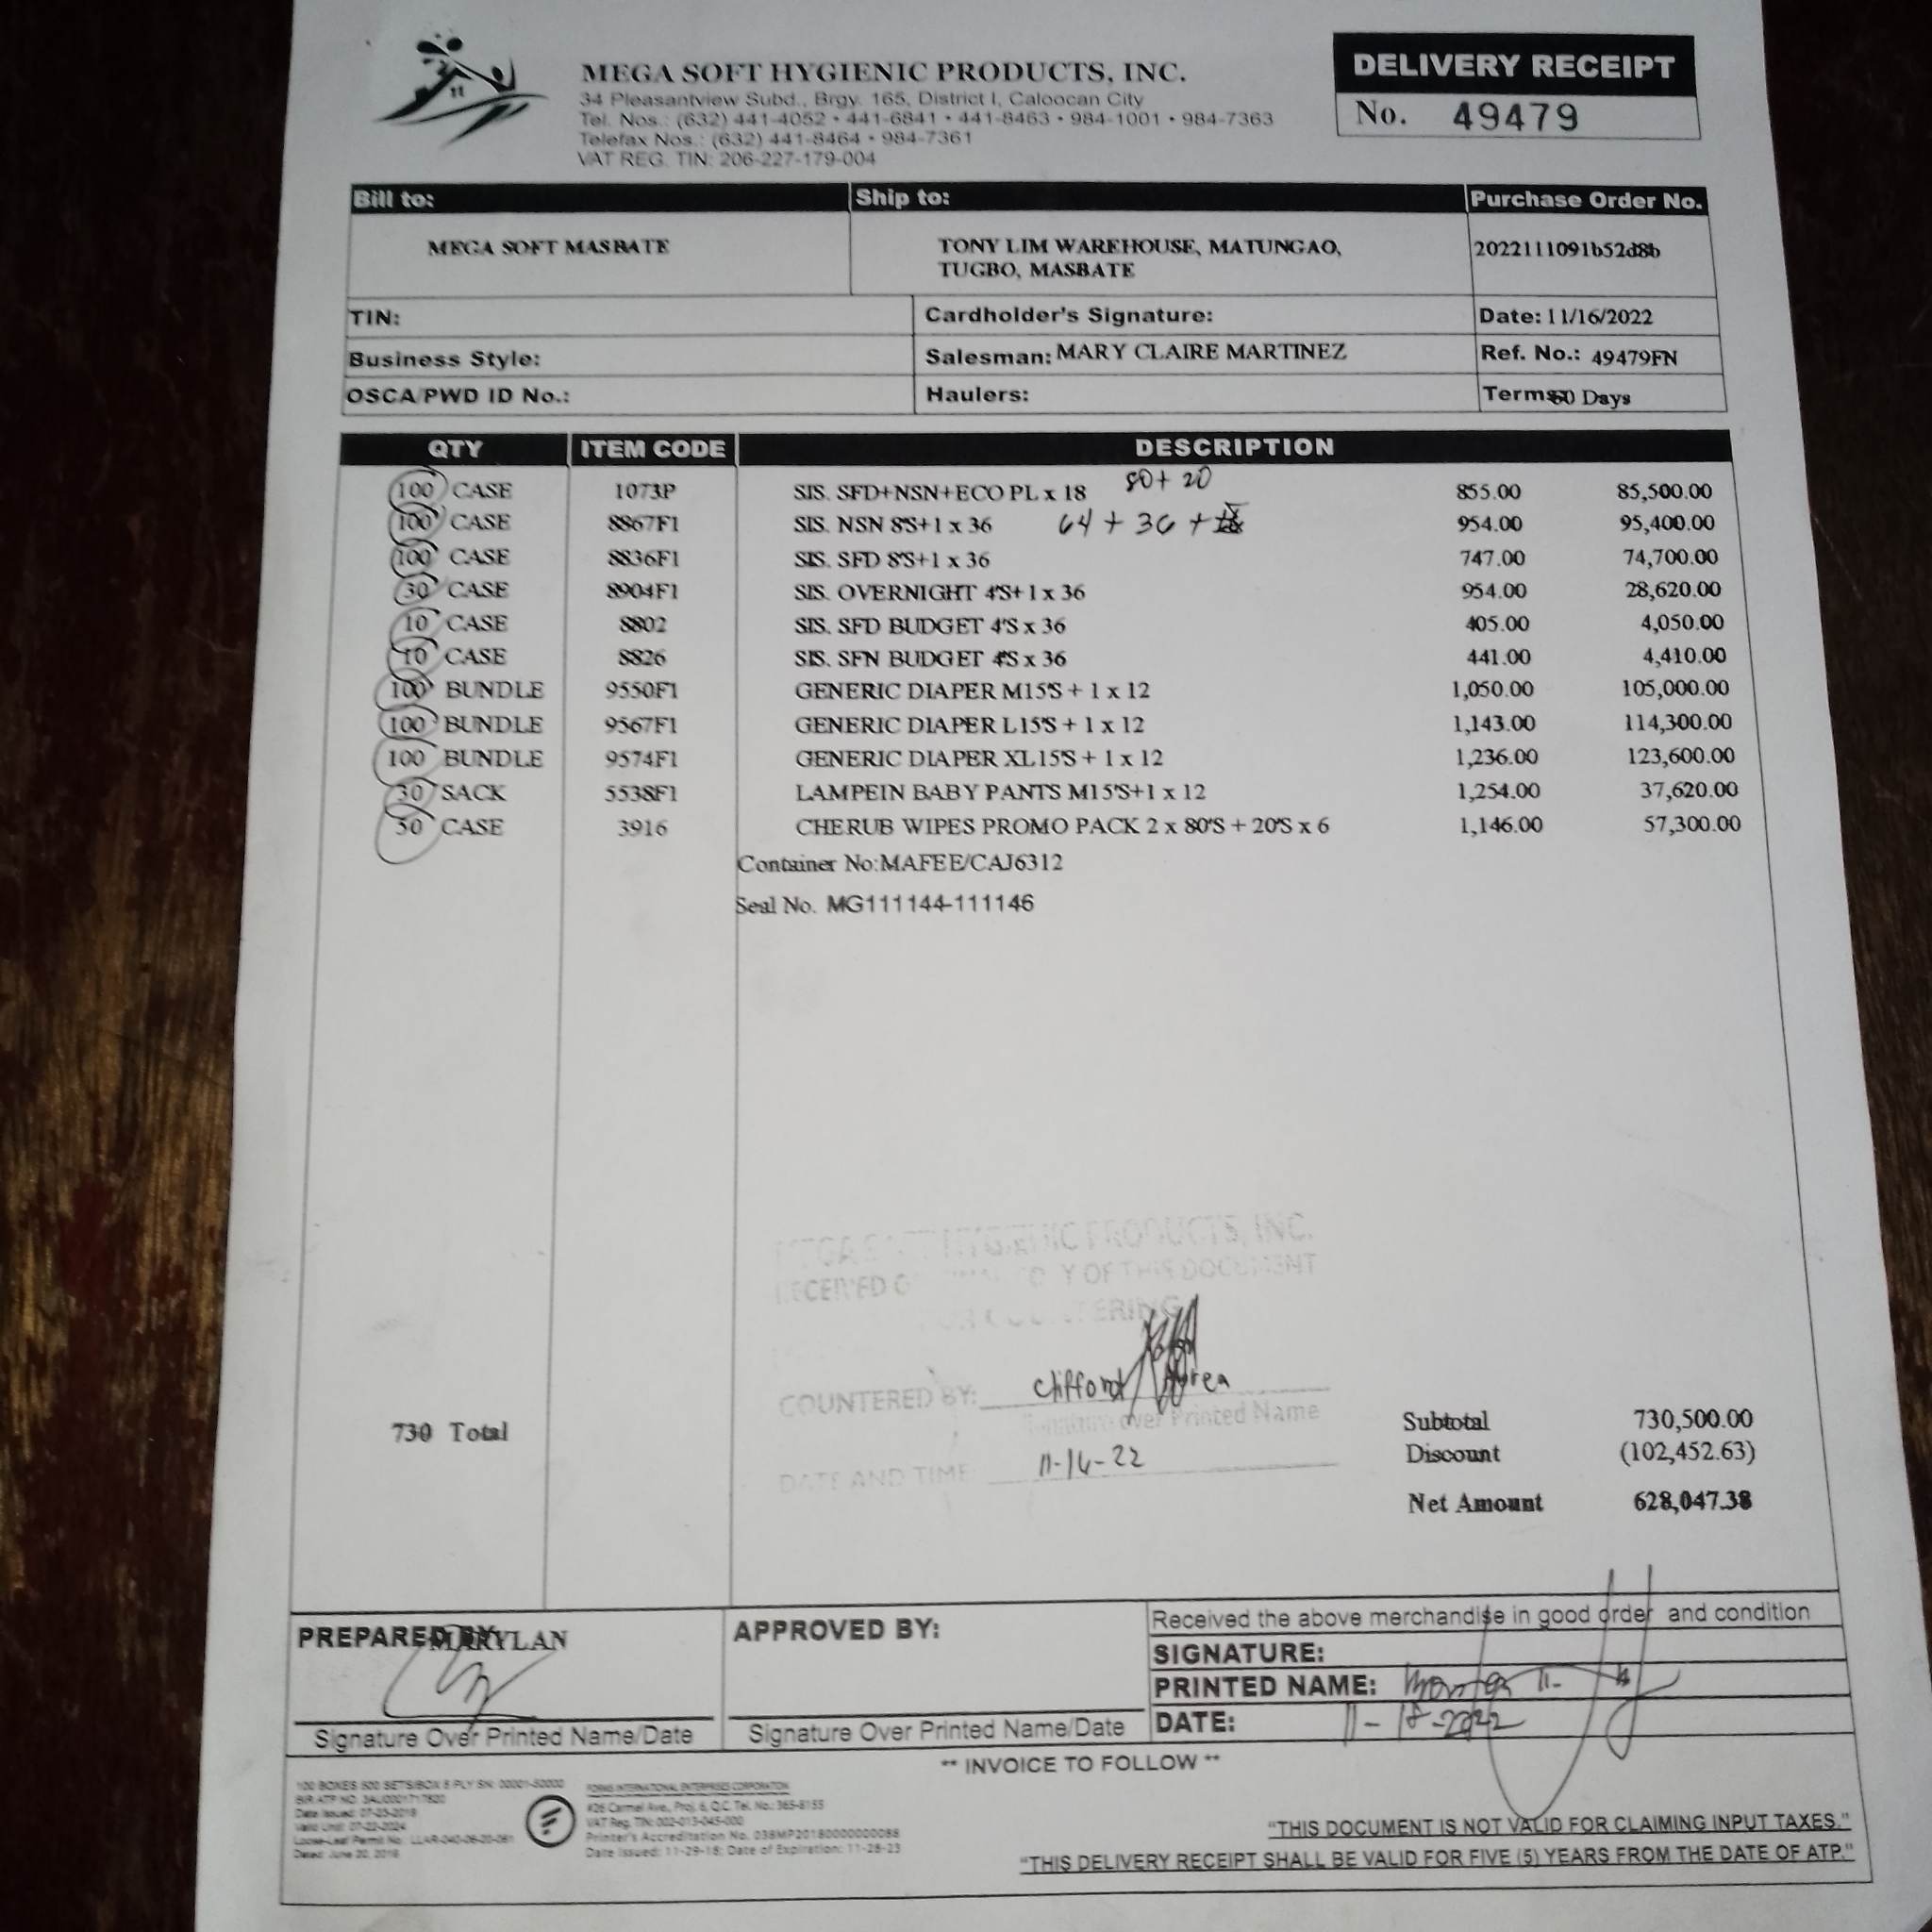 MEGA SOFT HYGIENIC PRODUCTS, INC.
34 Pleasantview Subd., Brgy. 165, District I, Caloocan City
Tel. Nos.: (632) 441-4052 • 441-6841 • 441-8463 • 984-1001 • 984-7363
Telefax Nos.: (632) 441-8464 • 984-7361
VAT REG. TIN: 206-227-179-004
DELIVERY RECEIPT
No. 49479
Bill to: Ship to: Purchase Order No.
MEGA SOFT MASBATE TONY LIM WAREHOUSE, MATUNGAO, 2022111091b52d8b
TUGBO, MASBATE
TIN: Cardholder's Signature: Date: 11/16/2022
Business Style: Salesman: MARY CLAIRE MARTINEZ Ref. No.: 49479FN
OSCA/PWD ID No.: Haulers: Terms 60 Days
QTY ITEM CODE DESCRIPTION
100 CASE 1073P SIS. SFD+NSN+ECO PL x 18 80+ 20 855.00 85,500.00
100 CASE 8867F1 SIS. NSN 8'S+1 x 36 64 + 36 + 954.00 95,400.00
100 CASE 8836F1 SIS. SFD 8'S+1 x 36 747.00 74,700.00
30 CASE 8904F1 SIS. OVERNIGHT 4'S+1 x 36 954.00 28,620.00
10 CASE 8802 SIS. SFD BUDGET 4'S x 36 405.00 4,050.00
10 CASE 8826 SIS. SFN BUDGET 4'S x 36 441.00 4,410.00
100 BUNDLE 9550F1 GENERIC DIAPER M15'S + 1 x 12 1,050.00 105,000.00
100 BUNDLE 9567F1 GENERIC DIAPER L15'S + 1 x 12 1,143.00 114,300.00
100 BUNDLE 9574F1 GENERIC DIAPER XL15'S + 1 x 12 1,236.00 123,600.00
30 SACK 5538F1 LAMPEIN BABY PANTS M15'S+1 x 12 1,254.00 37,620.00
50 CASE 3916 CHERUB WIPES PROMO PACK 2 x 80'S + 20'S x 6 1,146.00 57,300.00
Container No:MAFEE/CAJ6312
Seal No. MG111144-111146
HYGIENIC PRODUCTS, INC.
RECEIVED COPY OF THIS DOCUMENT
COUNTERED BY: Clifford
Signature over Printed Name
DATE AND TIME: 11-16-22
730 Total
Subtotal 730,500.00
Discount (102,452.63)
Net Amount 628,047.38
PREPARED BY: MARYLAN
Signature Over Printed Name/Date
APPROVED BY:
Signature Over Printed Name/Date
Received the above merchandise in good order and condition
SIGNATURE:
PRINTED NAME:
DATE: 11-18-2022
** INVOICE TO FOLLOW **
100 BOXES 500 SETS/BOX 5 PLY SN: 00001-50000
BIR ATP NO.
Date Issued: 07-23-2019
Valid Until: 07-22-2024
Loose-Leaf Permit No.: LLAR-040-06-20-061
Dated: June 20, 2016
FORMS INTERNATIONAL ENTERPRISES CORPORATION
#26 Carmel Ave., Proj. 6, Q.C. Tel. No.: 365-8155
VAT Reg. TIN: 002-013-045-000
Printer's Accreditation No. 038MP20180000000088
Date Issued: 11-29-18; Date of Expiration: 11-28-23
"THIS DOCUMENT IS NOT VALID FOR CLAIMING INPUT TAXES."
"THIS DELIVERY RECEIPT SHALL BE VALID FOR FIVE (5) YEARS FROM THE DATE OF ATP."